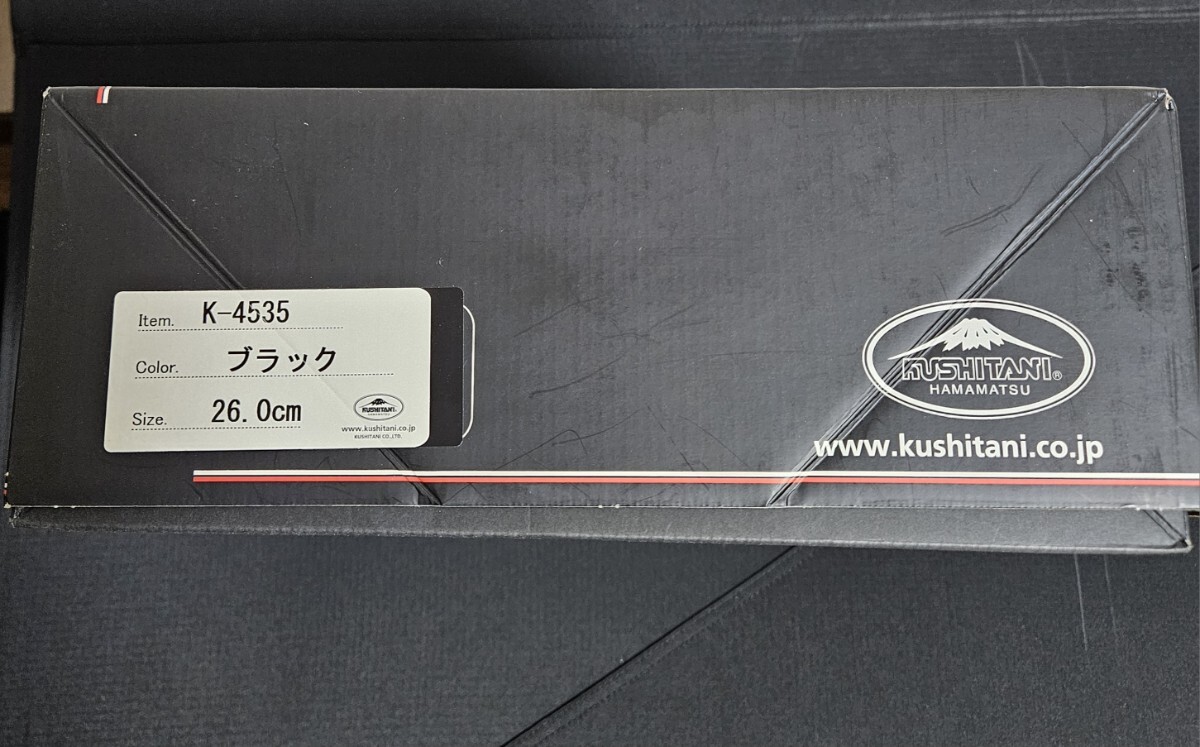 Item. K-4535
Color. ブラック
Size. 26.0cm
KUSHITANI
HAMAMATSU
www.kushitani.co.jp
KUSHITANI CO.,LTD.
KUSHITANI®
HAMAMATSU
www.kushitani.co.jp